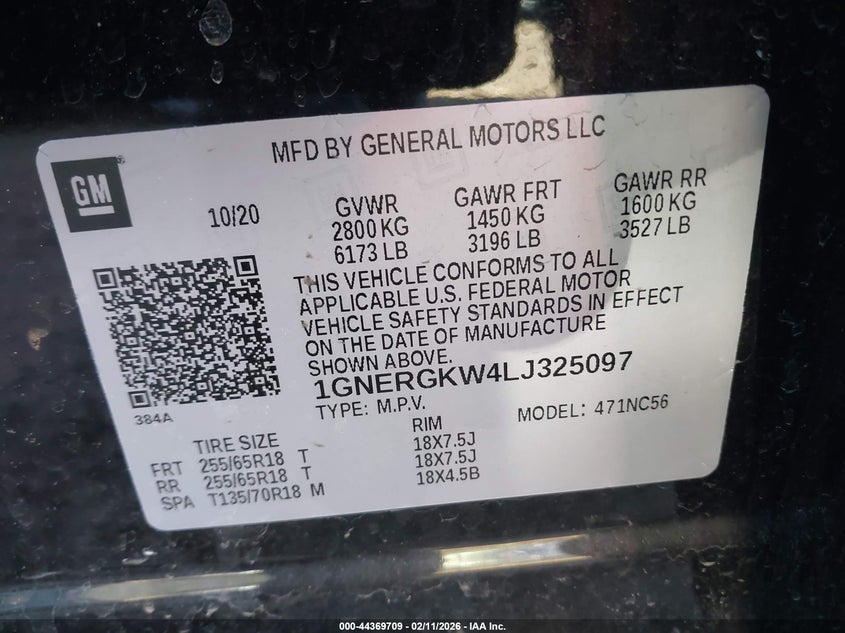 MFD BY GENERAL MOTORS LLC
GM
®
10/20
GVWR
2800 KG
6173 LB
GAWR FRT
1450 KG
3196 LB
GAWR RR
1600 KG
3527 LB
THIS VEHICLE CONFORMS TO ALL
APPLICABLE U.S. FEDERAL MOTOR
VEHICLE SAFETY STANDARDS IN EFFECT
ON THE DATE OF MANUFACTURE
SHOWN ABOVE.
1GNERGKW4LJ325097
384A
TYPE: M.P.V.
MODEL: 471NC56
TIRE SIZE
RIM
FRT 255/65R18 T 18X7.5J
RR 255/65R18 T 18X7.5J
SPA T135/70R18 M 18X4.5B
000-44369709 - 02/11/2026 - IAA Inc.